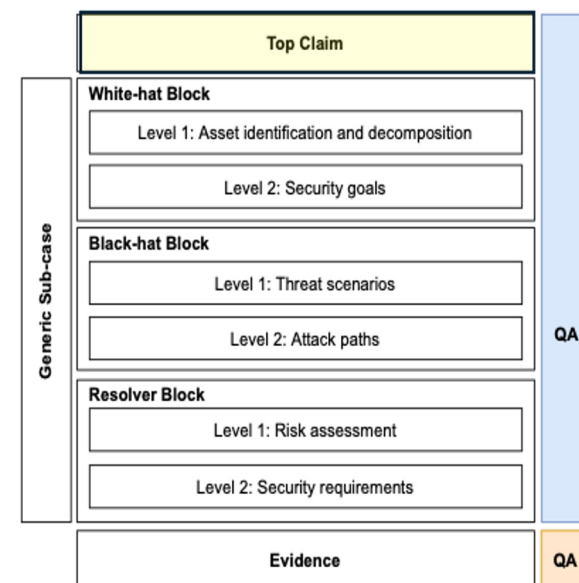 Top Claim
White-hat Block
Level 1: Asset identification and decomposition
Level 2: Security goals
Generic Sub-case
Black-hat Block
Level 1: Threat scenarios
Level 2: Attack paths
QA
Resolver Block
Level 1: Risk assessment
Level 2: Security requirements
Evidence
QA